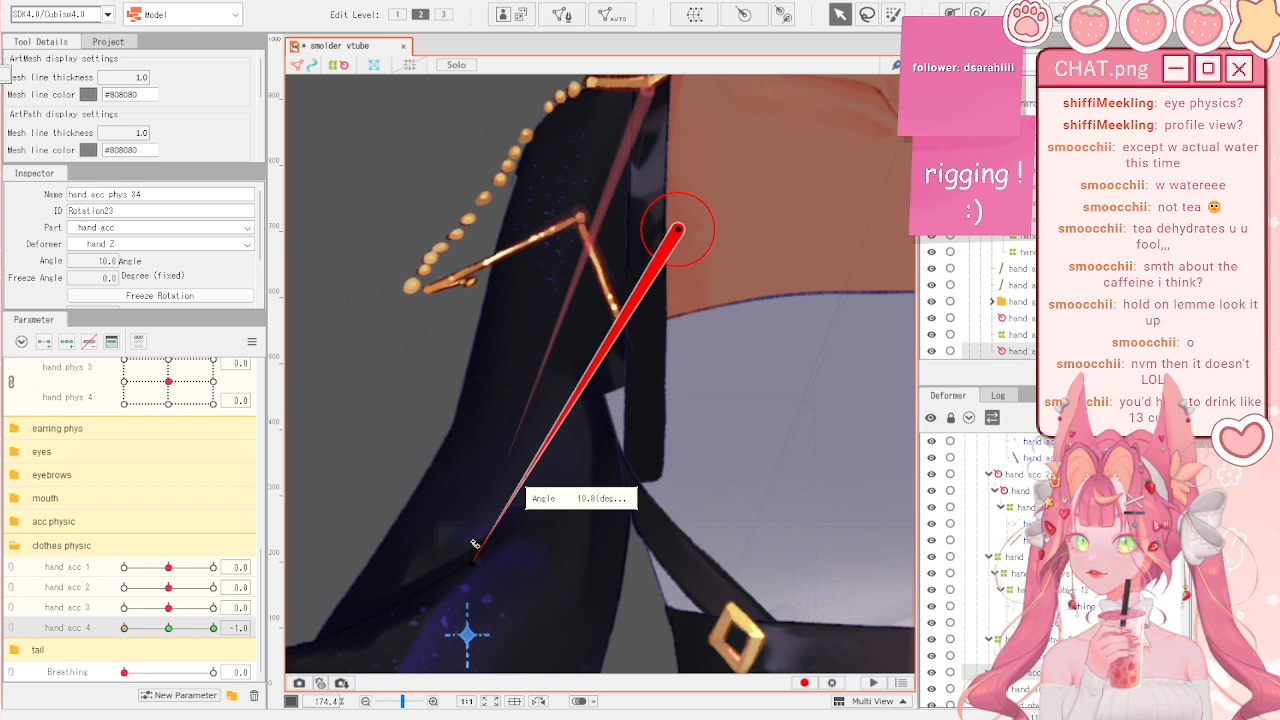 SDK4.0/Cubism4.0
Model
Edit Level: 1 2 3
AUTO
Tool Details
Project
ArtMesh display settings
Mesh line thickness 1.0
Mesh line color #808080
ArtPath display settings
Mesh line thickness 1.0
Mesh line color #808080
Inspector
Name hand acc phys 34
ID Rotation23
Part hand acc
Deformer hand Z
Angle 10.8 Angle
Freeze Angle 0.0 Degree (fixed)
Freeze Rotation
Parameter
hand phys 3 0.0
hand phys 4 0.0
earring phys
eyes
eyebrows
mouth
acc physic
clothes physic
hand acc 1 0.0
hand acc 2 0.0
hand acc 3 0.0
hand acc 4 -1.0
tail
Breathing 0.0
New Parameter
* smolder vtube
Solo
Angle 10.8(deg...
174.4%
1:1
Multi View
Deformer
Log
follower: dsarahiiii
rigging !
:)
CHAT.png
shiffiMeekling: eye physics?
shiffiMeekling: profile view?
smoocchii: except w actual water
this time
smoocchii: w watereee
smoocchii: not tea
smoocchii: tea dehydrates u u
fool,,,
smoocchii: smth about the
caffeine i think?
smoocchii: hold on lemme look it
up
smoocchii: o
smoocchii: nvm then it doesn't
LOL